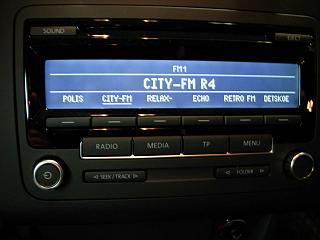 SOUND
EJECT
FM1
CITY-FM R4
POLIS CITY-FM RELAX- ECHO RETRO FM DETSKOE
RADIO MEDIA TP MENU
SEEK / TRACK FOLDER